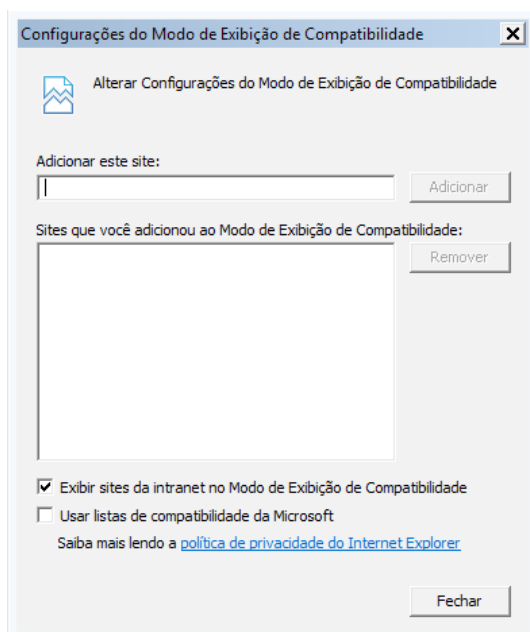 Configurações do Modo de Exibição de Compatibilidade
Alterar Configurações do Modo de Exibição de Compatibilidade
Adicionar este site:
Adicionar
Sites que você adicionou ao Modo de Exibição de Compatibilidade:
Remover
Exibir sites da intranet no Modo de Exibição de Compatibilidade
Usar listas de compatibilidade da Microsoft
Saiba mais lendo a política de privacidade do Internet Explorer
Fechar